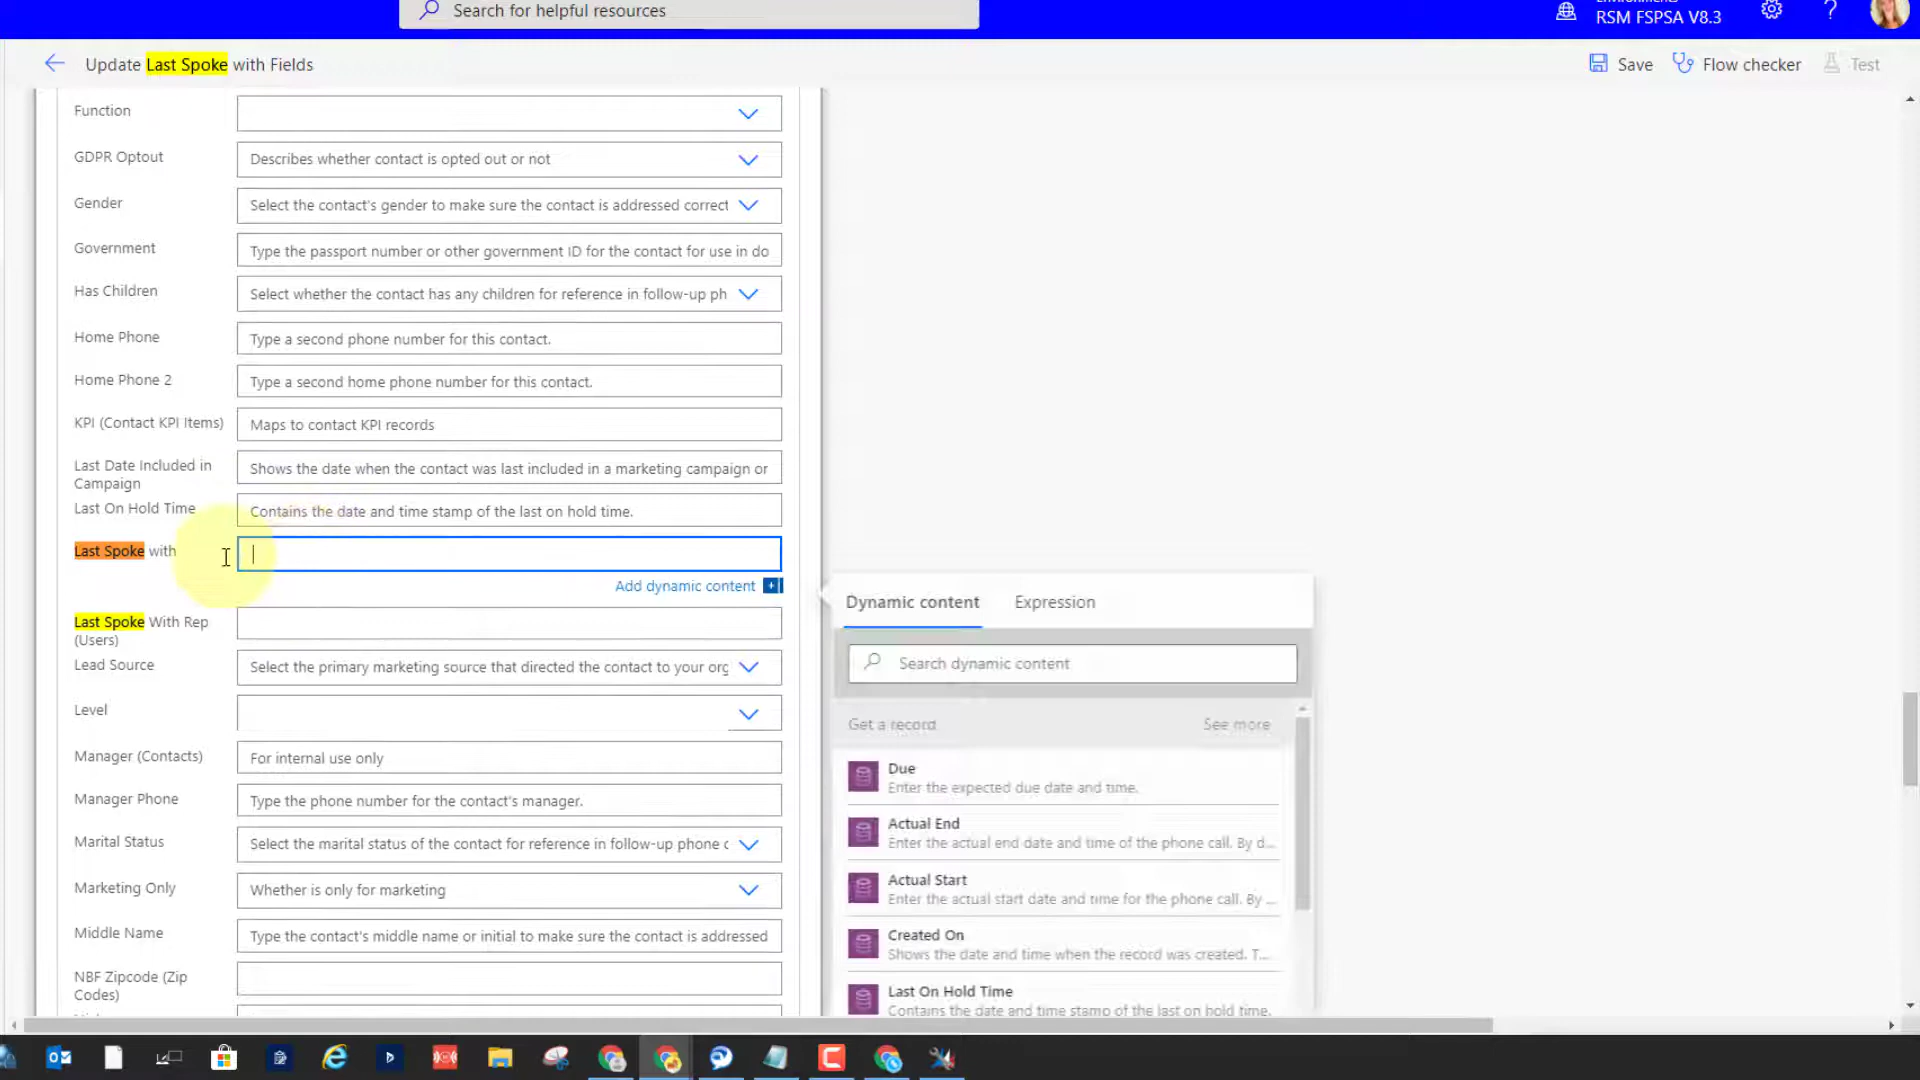 Search for helpful resources
RSM FSPSA V8.3
Update Last Spoke with Fields
Save
Flow checker
Test
Function
GDPR Optout
Describes whether contact is opted out or not
Gender
Select the contact's gender to make sure the contact is addressed correct
Government
Type the passport number or other government ID for the contact for use in do
Has Children
Select whether the contact has any children for reference in follow-up ph
Home Phone
Type a second phone number for this contact.
Home Phone 2
Type a second home phone number for this contact.
KPI (Contact KPI Items)
Maps to contact KPI records
Last Date Included in
Campaign
Shows the date when the contact was last included in a marketing campaign or
Last On Hold Time
Contains the date and time stamp of the last on hold time.
Last Spoke with
Add dynamic content
Last Spoke With Rep
(Users)
Lead Source
Select the primary marketing source that directed the contact to your org
Level
Manager (Contacts)
For internal use only
Manager Phone
Type the phone number for the contact's manager.
Marital Status
Select the marital status of the contact for reference in follow-up phone c
Marketing Only
Whether is only for marketing
Middle Name
Type the contact's middle name or initial to make sure the contact is addressed
NBF Zipcode (Zip
Codes)
Dynamic content
Expression
Search dynamic content
Get a record
See more
Due
Enter the expected due date and time.
Actual End
Enter the actual end date and time of the phone call. By d...
Actual Start
Enter the actual start date and time for the phone call. By ...
Created On
Shows the date and time when the record was created. T...
Last On Hold Time
Contains the date and time stamp of the last on hold time.